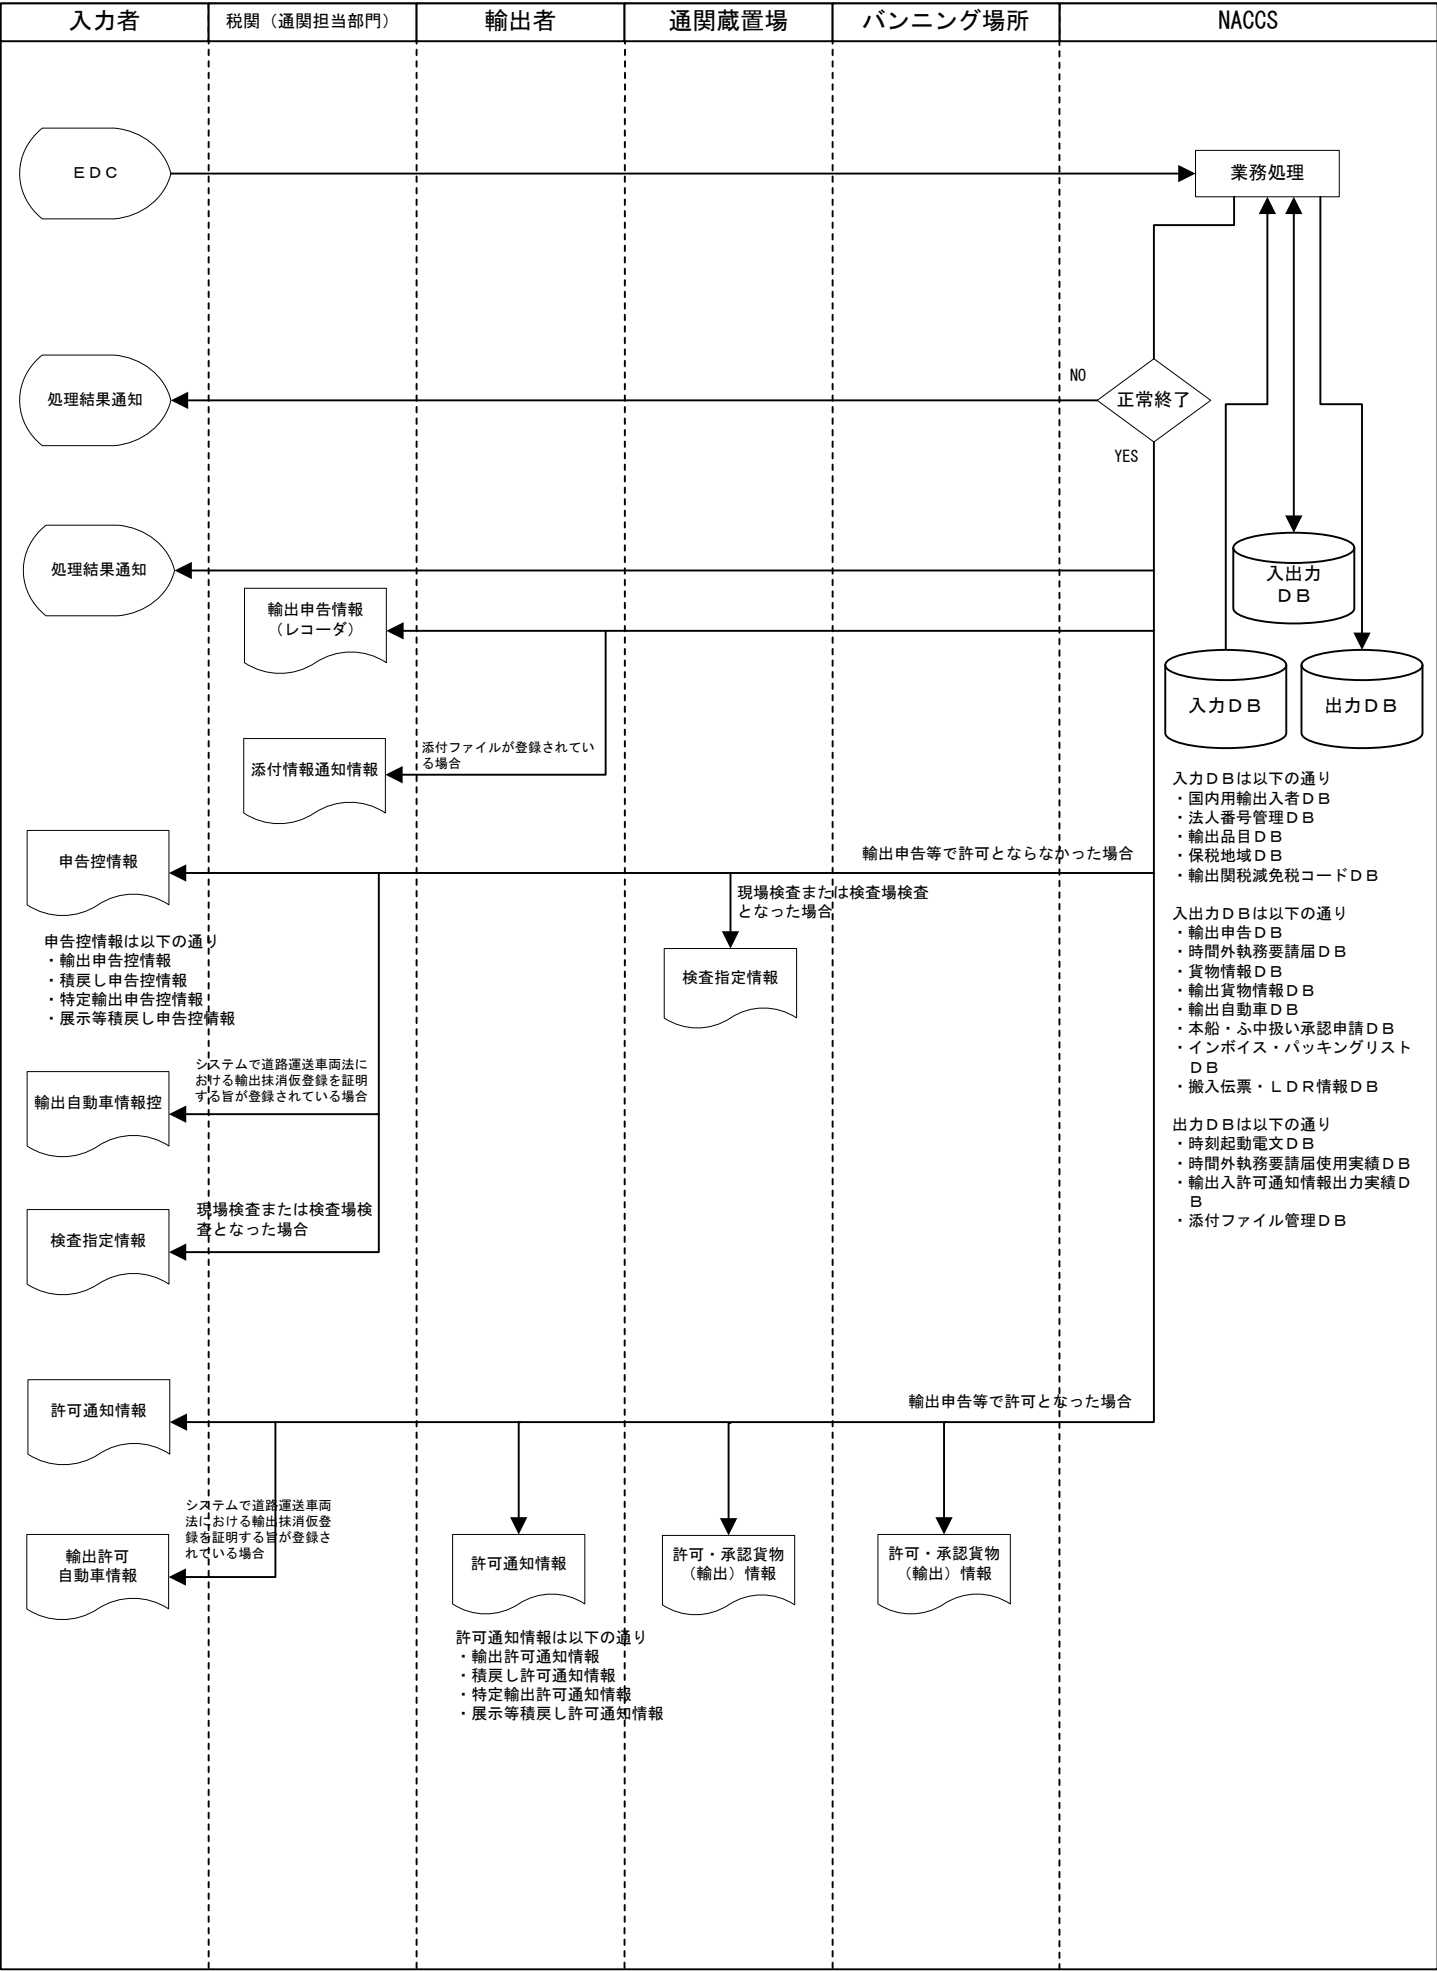 入力者
税関（通関担当部門）
輸出者
通関蔵置場
バンニング場所
NACCS
ＥＤＣ
業務処理
処理結果通知
NO
正常終了
YES
処理結果通知
入出力
ＤＢ
輸出申告情報
（レコーダ）
入力ＤＢ
出力ＤＢ
添付情報通知情報
添付ファイルが登録されてい
る場合
入力ＤＢは以下の通り
・国内用輸出入者ＤＢ
・法人番号管理ＤＢ
・輸出品目ＤＢ
・保税地域ＤＢ
・輸出関税減免税コードＤＢ
申告控情報
輸出申告等で許可とならなかった場合
現場検査または検査場検査
となった場合
入出力ＤＢは以下の通り
・輸出申告ＤＢ
・時間外執務要請届ＤＢ
・貨物情報ＤＢ
・輸出貨物情報ＤＢ
・輸出自動車ＤＢ
・本船・ふ中扱い承認申請ＤＢ
・インボイス・パッキングリスト
ＤＢ
・搬入伝票・ＬＤＲ情報ＤＢ
申告控情報は以下の通り
・輸出申告控情報
・積戻し申告控情報
・特定輸出申告控情報
・展示等積戻し申告控情報
検査指定情報
システムで道路運送車両法に
おける輸出抹消仮登録を証明
する旨が登録されている場合
輸出自動車情報控
出力ＤＢは以下の通り
・時刻起動電文ＤＢ
・時間外執務要請届使用実績ＤＢ
・輸出入許可通知情報出力実績Ｄ
Ｂ
・添付ファイル管理ＤＢ
現場検査または検査場検
査となった場合
検査指定情報
許可通知情報
輸出申告等で許可となった場合
システムで道路運送車両
法における輸出抹消仮登
録を証明する旨が登録さ
れている場合
輸出許可
自動車情報
許可通知情報
許可・承認貨物
（輸出）情報
許可・承認貨物
（輸出）情報
許可通知情報は以下の通り
・輸出許可通知情報
・積戻し許可通知情報
・特定輸出許可通知情報
・展示等積戻し許可通知情報